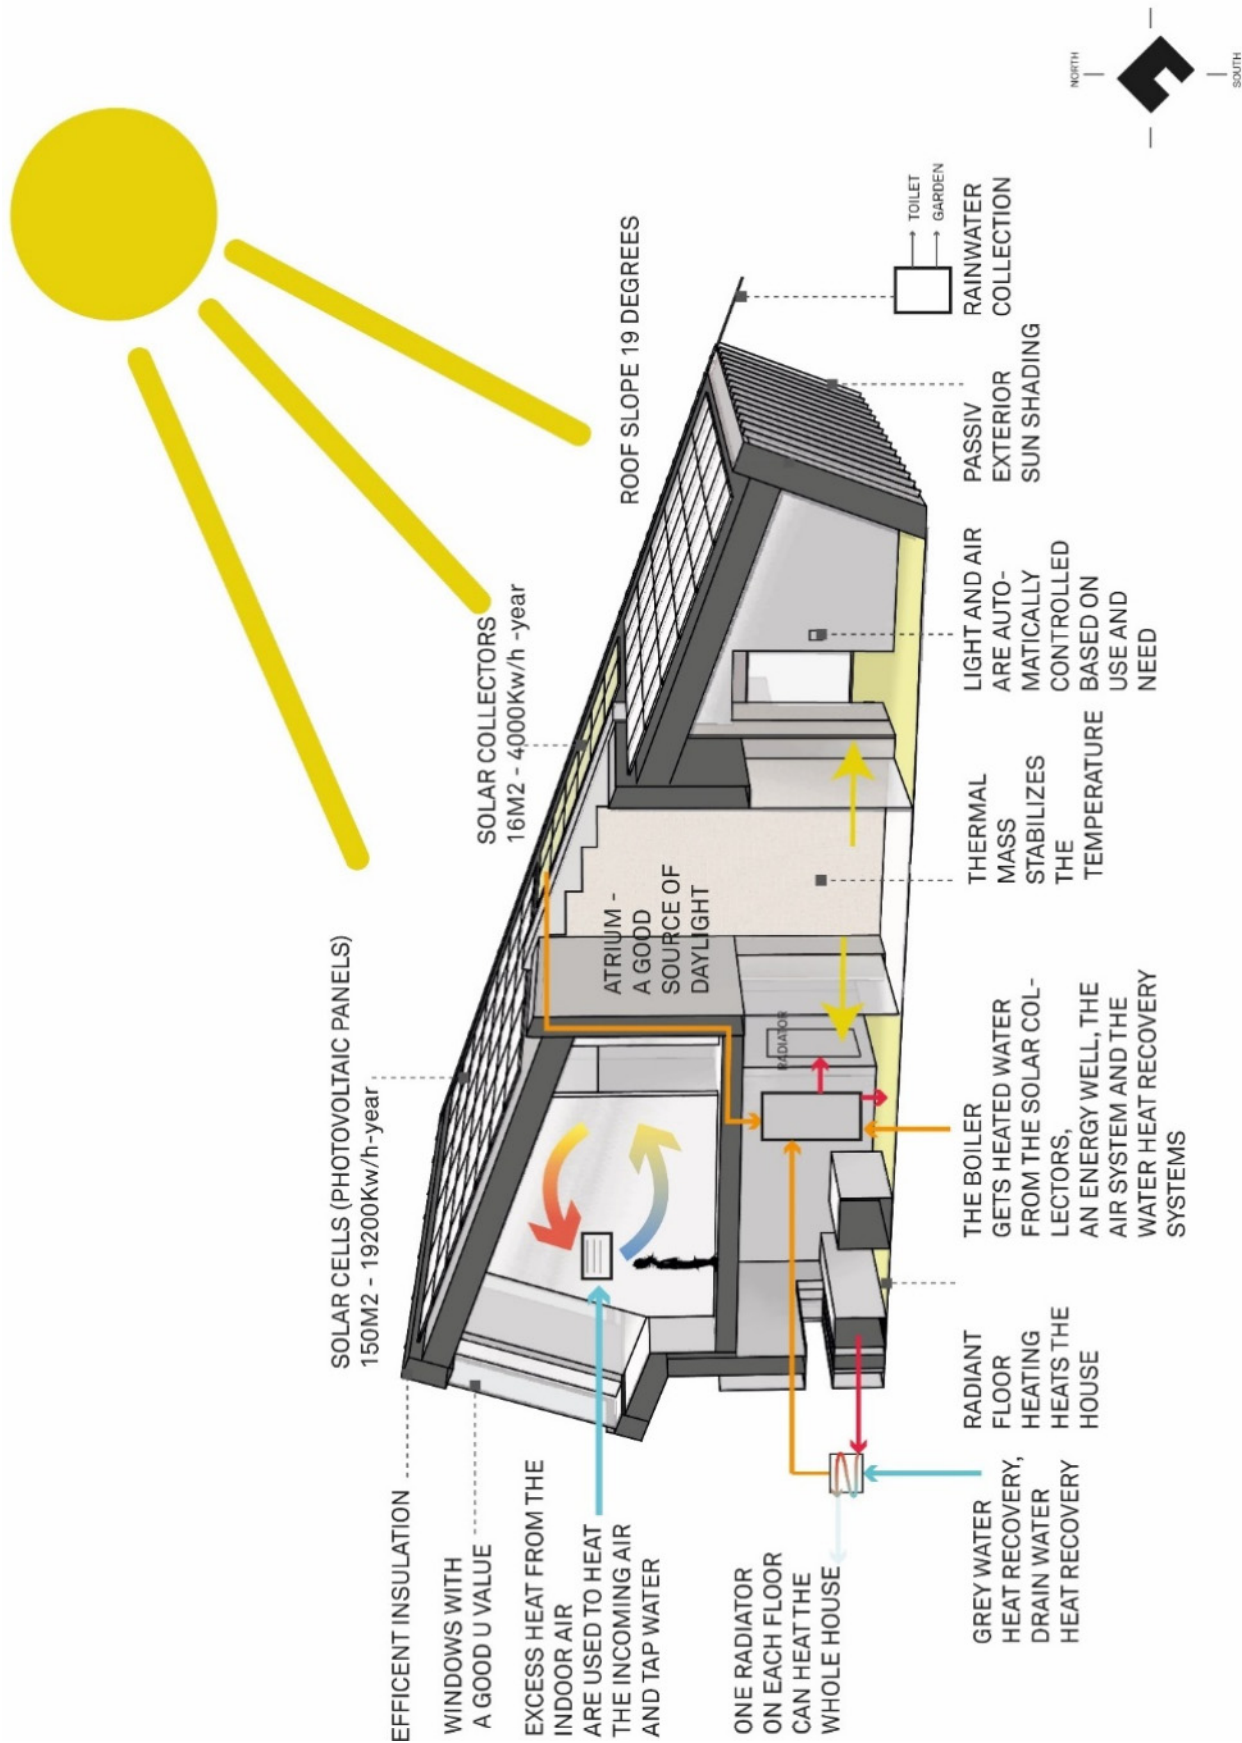 NORTH
SOUTH
SOLAR CELLS (PHOTOVOLTAIC PANELS)
150M2 - 19200Kw/h-year
SOLAR COLLECTORS
16M2 - 4000Kw/h -year
ROOF SLOPE 19 DEGREES
EFFICENT INSULATION
WINDOWS WITH
A GOOD U VALUE
EXCESS HEAT FROM THE
INDOOR AIR
ARE USED TO HEAT
THE INCOMING AIR
AND TAP WATER
ATRIUM -
A GOOD
SOURCE OF
DAYLIGHT
RADIATOR
ONE RADIATOR
ON EACH FLOOR
CAN HEAT THE
WHOLE HOUSE
TOILET
GARDEN
GREY WATER
HEAT RECOVERY,
DRAIN WATER
HEAT RECOVERY
RADIANT
FLOOR
HEATING
HEATS THE
HOUSE
THE BOILER
GETS HEATED WATER
FROM THE SOLAR COL-
LECTORS,
AN ENERGY WELL, THE
AIR SYSTEM AND THE
WATER HEAT RECOVERY
SYSTEMS
THERMAL
MASS
STABILIZES
THE
TEMPERATURE
LIGHT AND AIR
ARE AUTO-
MATICALLY
CONTROLLED
BASED ON
USE AND
NEED
PASSIV
EXTERIOR
SUN SHADING
RAINWATER
COLLECTION